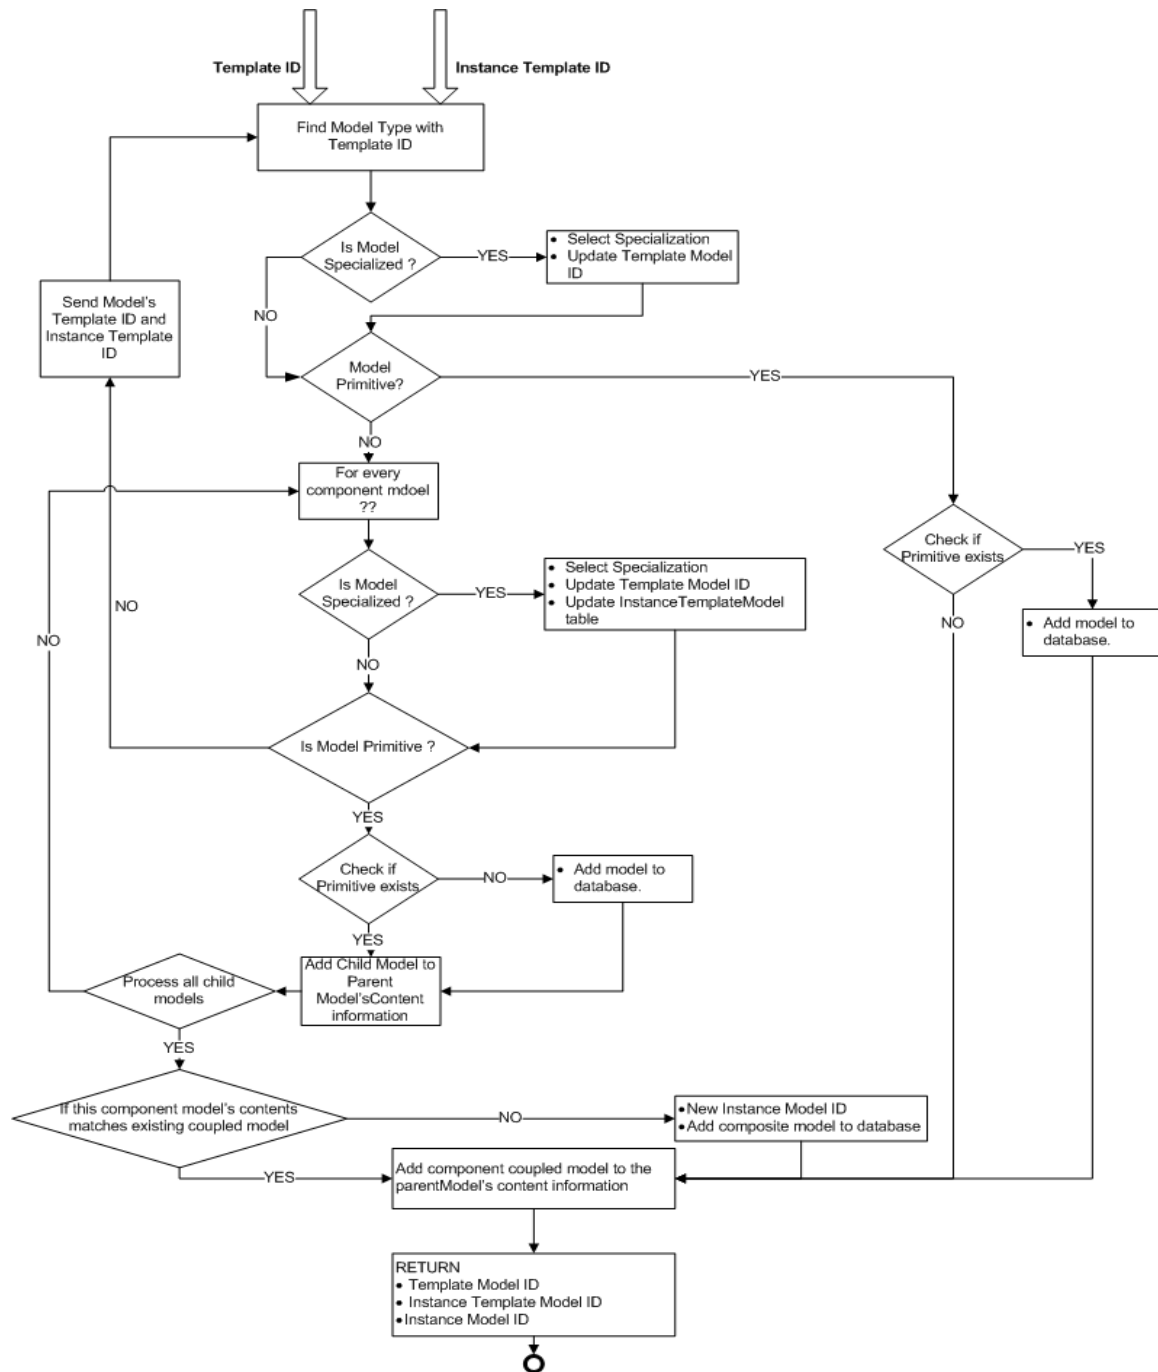 Template ID
Instance Template ID
Find Model Type with
Template ID
Is Model
Specialized ?
YES
• Select Specialization
• Update Template Model
ID
NO
Send Model's
Template ID and
Instance Template
ID
Model
Primitive?
YES
NO
For every
component mdoel
??
Check if
Primitive exists
YES
NO
• Add model to
database.
Is Model
Specialized ?
YES
• Select Specialization
• Update Template Model ID
• Update InstanceTemplateModel
table
NO
NO
NO
Is Model Primitive ?
YES
Check if
Primitive exists
NO
• Add model to
database.
YES
Add Child Model to
Parent
Model'sContent
information
Process all child
models
YES
If this component model's contents
matches existing coupled model
NO
• New Instance Model ID
• Add composite model to database
YES
Add component coupled model to the
parentModel's content information
RETURN
• Template Model ID
• Instance Template Model ID
• Instance Model ID